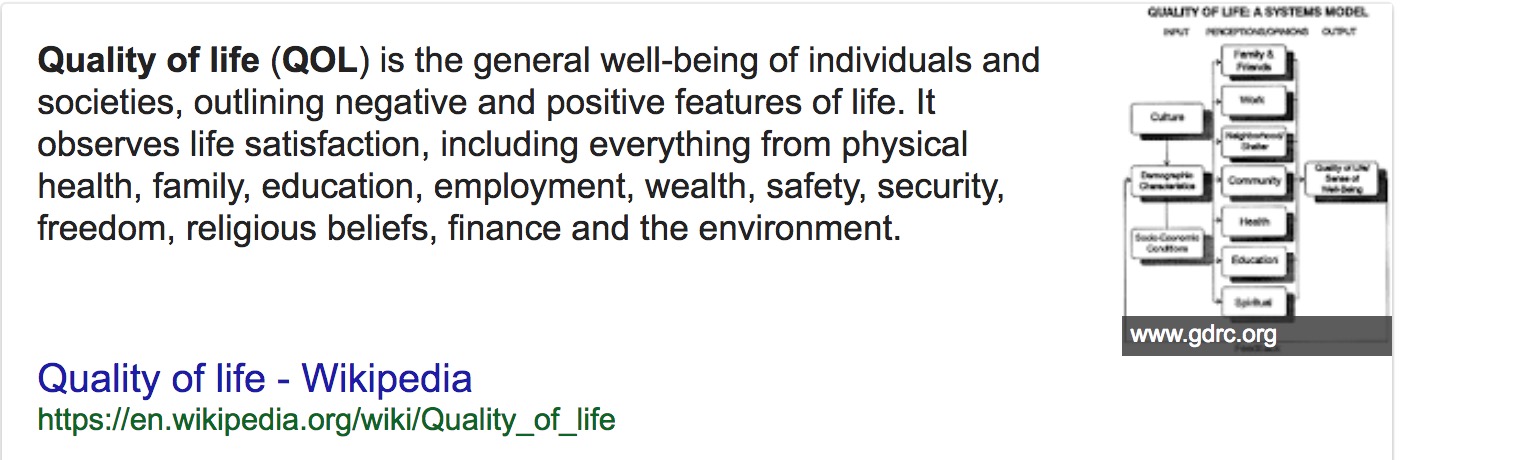 Quality of life (QOL) is the general well-being of individuals and
societies, outlining negative and positive features of life. It
observes life satisfaction, including everything from physical
health, family, education, employment, wealth, safety, security,
freedom, religious beliefs, finance and the environment.
Quality of life - Wikipedia
https://en.wikipedia.org/wiki/Quality_of_life
QUALITY OF LIFE: A SYSTEMS MODEL
INPUT PERCEPTIONS/OPINIONS OUTPUT
Family &
Friends
Work
Culture
Neighborhood/
Shelter
Demographic
Characteristics
Community
Quality of Life/
Sense of
Well-Being
Health
Socio-Economic
Conditions
Education
Spiritual
www.gdrc.org